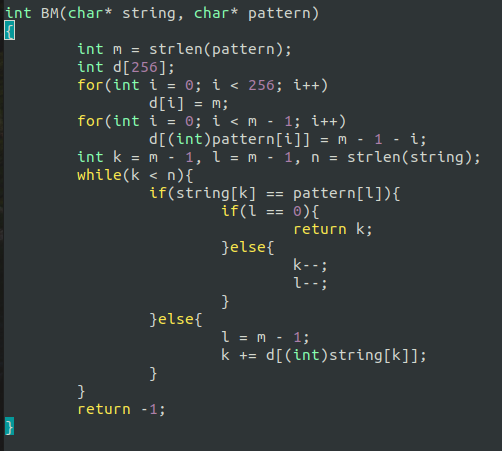 int BM(char* string, char* pattern)
{
        int m = strlen(pattern);
        int d[256];
        for(int i = 0; i < 256; i++)
                d[i] = m;
        for(int i = 0; i < m - 1; i++)
                d[(int)pattern[i]] = m - 1 - i;
        int k = m - 1, l = m - 1, n = strlen(string);
        while(k < n){
                if(string[k] == pattern[l]){
                        if(l == 0){
                                return k;
                        }else{
                                k--;
                                l--;
                        }
                }else{
                        l = m - 1;
                        k += d[(int)string[k]];
                }
        }
        return -1;
}